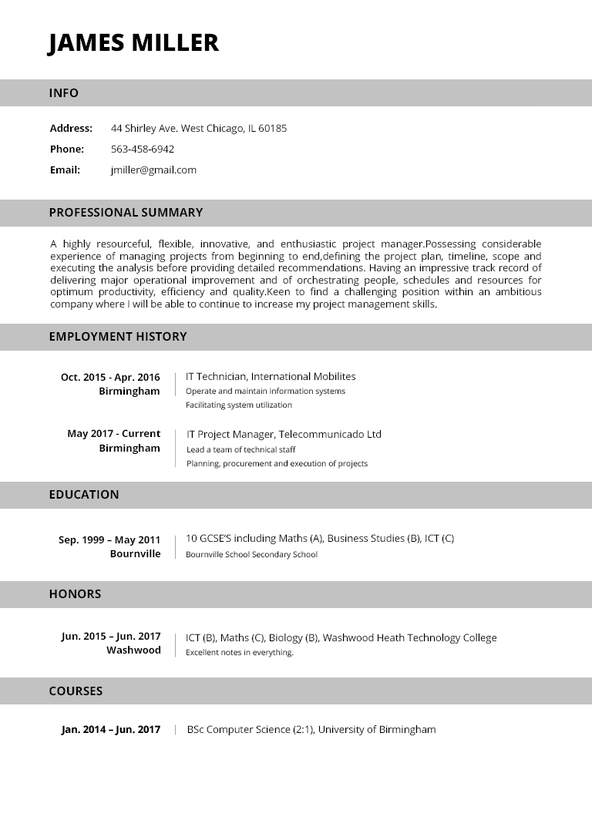 JAMES MILLER
INFO
Address: 44 Shirley Ave. West Chicago, IL 60185
Phone: 563-458-6942
Email: jmiller@gmail.com
PROFESSIONAL SUMMARY
A highly resourceful, flexible, innovative, and enthusiastic project manager.Possessing considerable
experience of managing projects from beginning to end,defining the project plan, timeline, scope and
executing the analysis before providing detailed recommendations. Having an impressive track record of
delivering major operational improvement and of orchestrating people, schedules and resources for
optimum productivity, efficiency and quality.Keen to find a challenging position within an ambitious
company where I will be able to continue to increase my project management skills.
EMPLOYMENT HISTORY
Oct. 2015 - Apr. 2016 IT Technician, International Mobilites
Birmingham Operate and maintain information systems
Facilitating system utilization
May 2017 - Current IT Project Manager, Telecommunicado Ltd
Birmingham Lead a team of technical staff
Planning, procurement and execution of projects
EDUCATION
Sep. 1999 – May 2011 10 GCSE'S including Maths (A), Business Studies (B), ICT (C)
Bournville Bournville School Secondary School
HONORS
Jun. 2015 – Jun. 2017 ICT (B), Maths (C), Biology (B), Washwood Heath Technology College
Washwood Excellent notes in everything.
COURSES
Jan. 2014 – Jun. 2017 BSc Computer Science (2:1), University of Birmingham